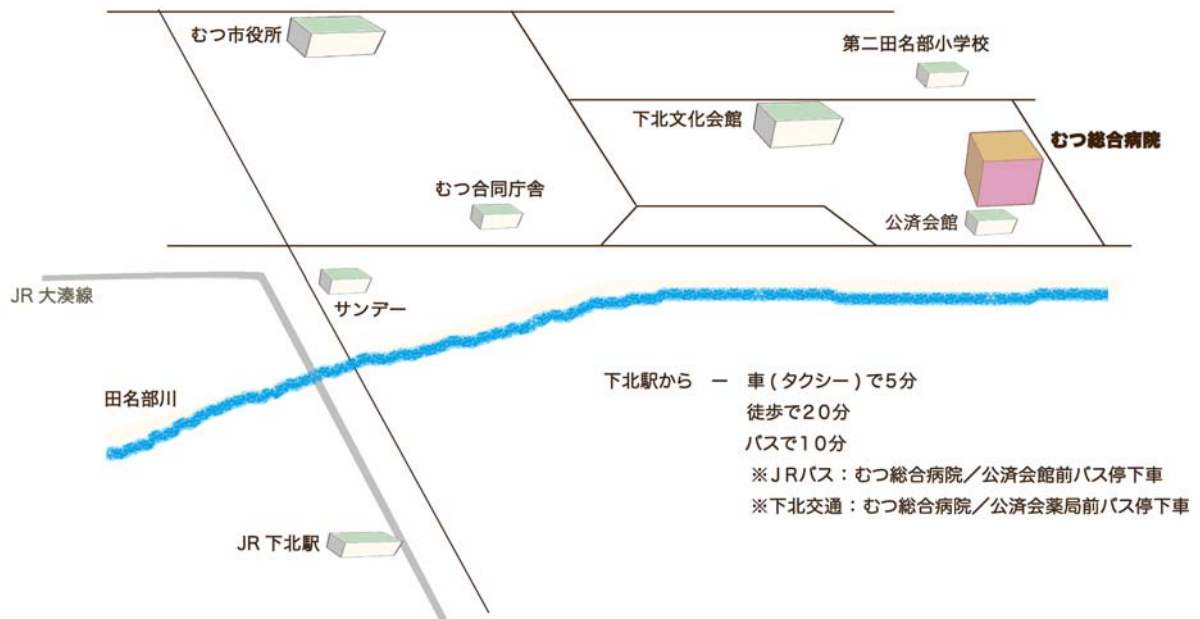 むつ市役所
第二田名部小学校
下北文化会館
むつ総合病院
むつ合同庁舎
公済会館
JR 大湊線
サンデー
田名部川
下北駅から ー 車(タクシー)で5分
徒歩で20分
バスで10分
※JRバス:むつ総合病院/公済会館前バス停下車
※下北交通:むつ総合病院/公済会薬局前バス停下車
JR 下北駅